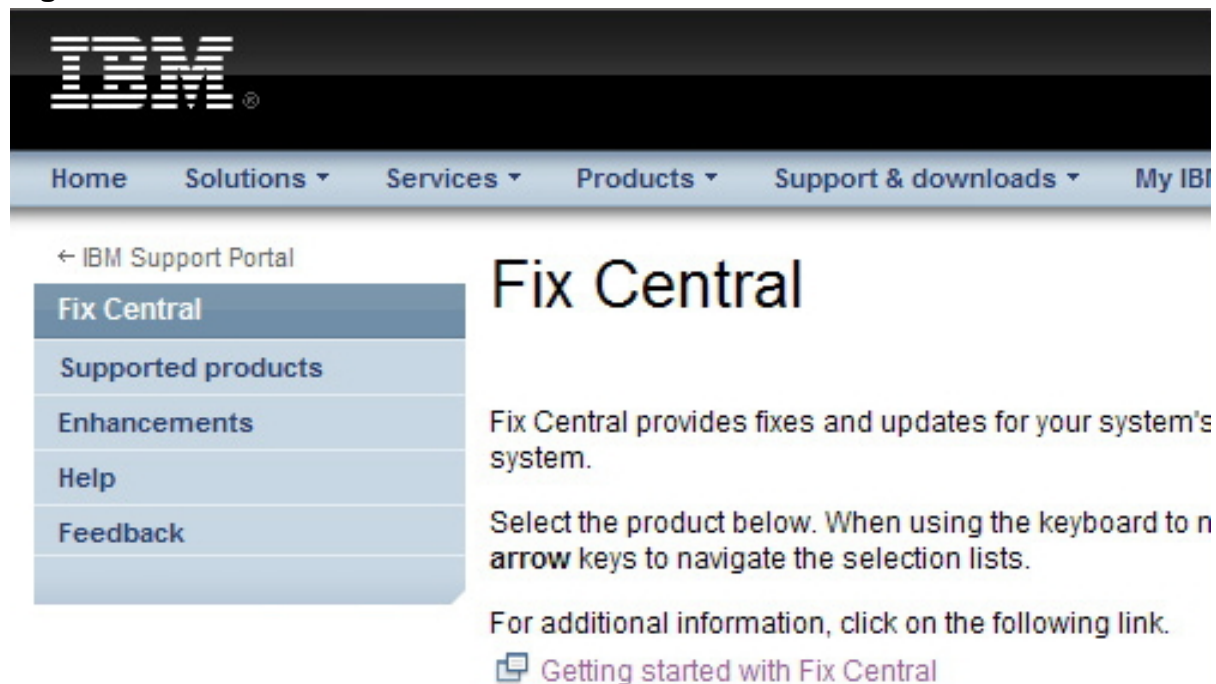 IBM®
Home Solutions Services Products Support & downloads My
← IBM Support Portal
Fix Central
Supported products
Enhancements
Help
Feedback
Fix Central
Fix Central provides fixes and updates for your system's
system.
Select the product below. When using the keyboard to
arrow keys to navigate the selection lists.
For additional information, click on the following link.
Getting started with Fix Central